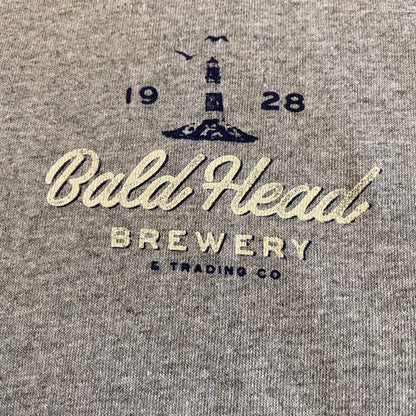 19 28
Bald Head
BREWERY
& TRADING CO